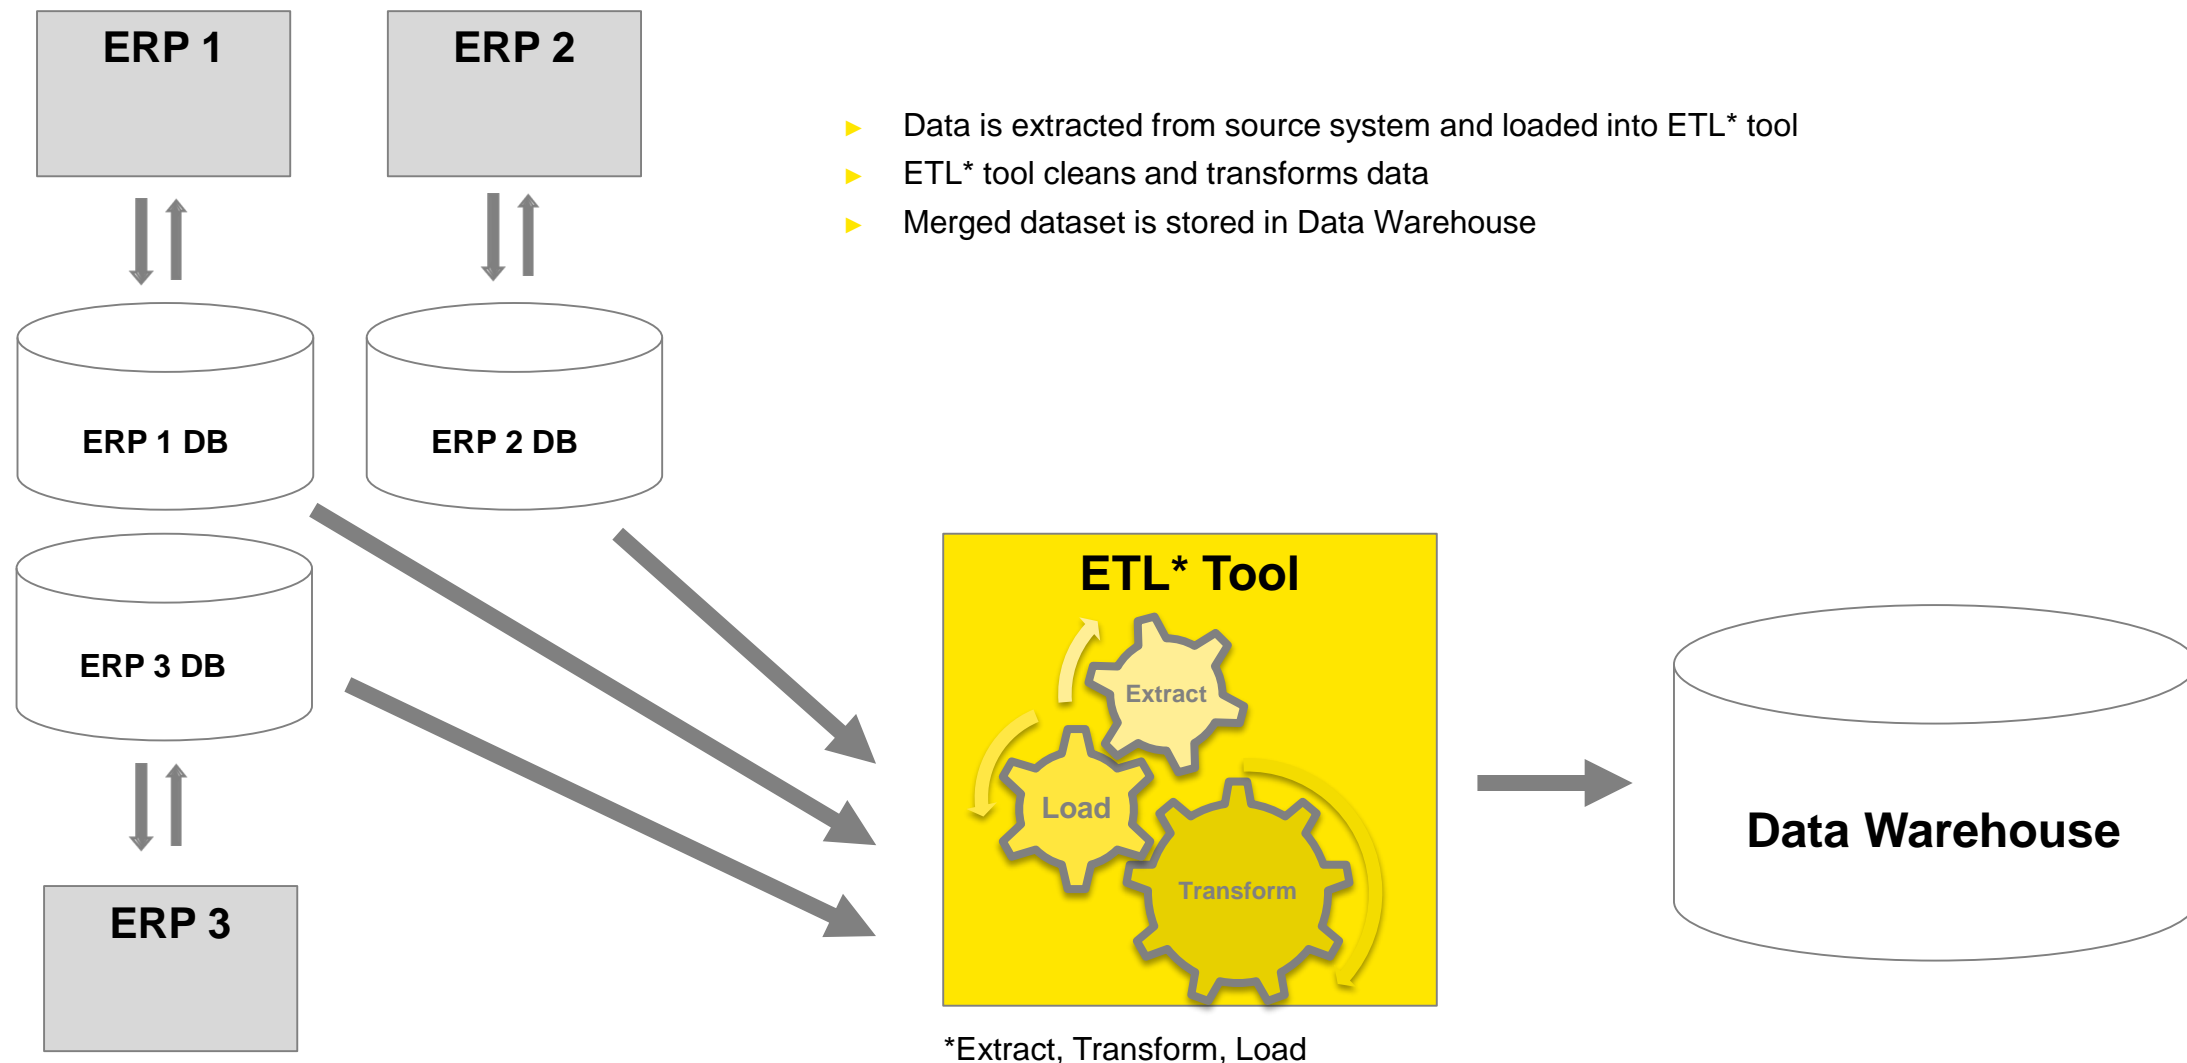 ERP 1
ERP 2
► Data is extracted from source system and loaded into ETL* tool
► ETL* tool cleans and transforms data
► Merged dataset is stored in Data Warehouse
ERP 1 DB
ERP 2 DB
ERP 3 DB
ERP 3
ETL* Tool
Extract
Load
Transform
*Extract, Transform, Load
Data Warehouse